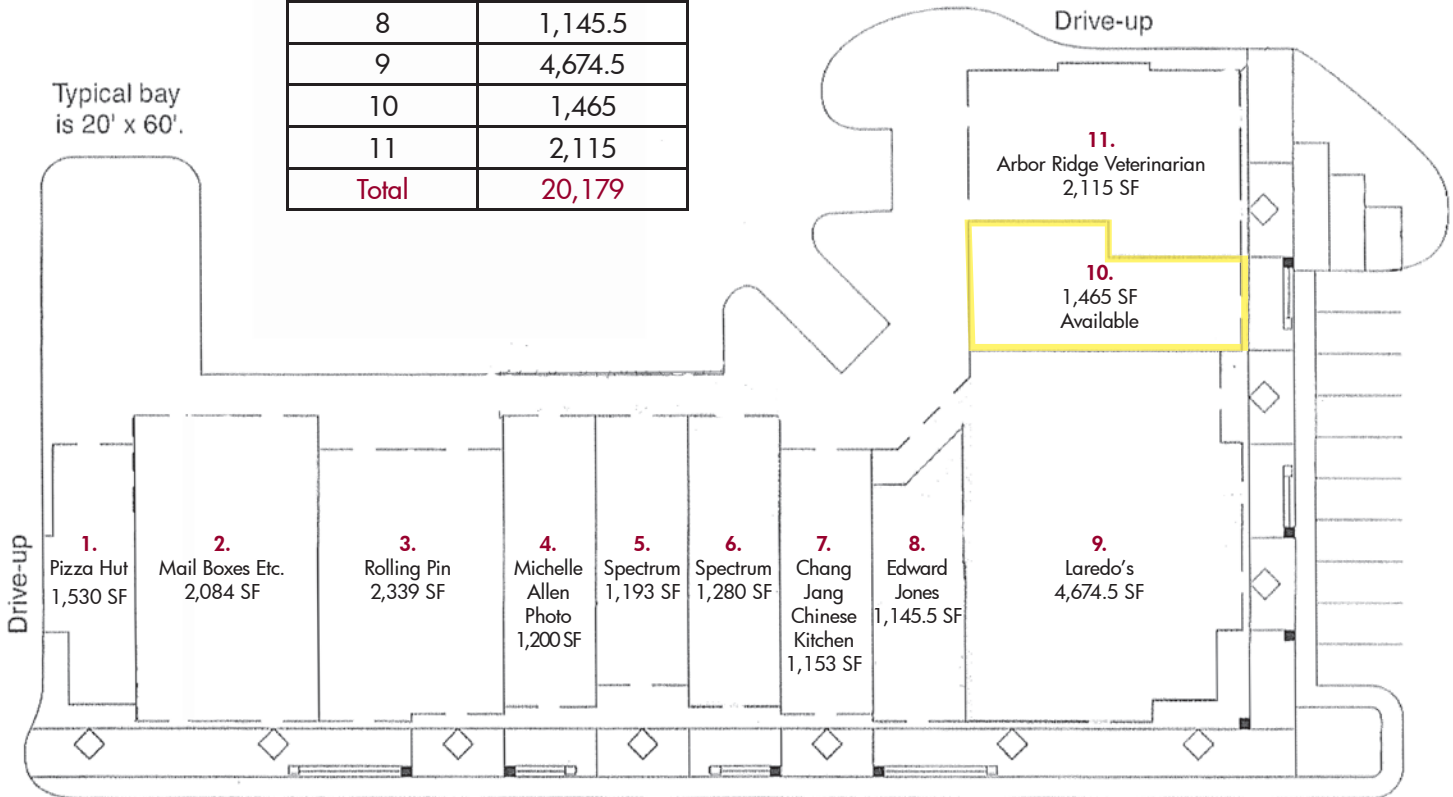 8 1,145.5
9 4,674.5
10 1,465
11 2,115
Total 20,179
Typical bay
is 20' x 60'.
Drive-up
11.
Arbor Ridge Veterinarian
2,115 SF
10.
1,465 SF
Available
Drive-up
1.
Pizza Hut
1,530 SF
2.
Mail Boxes Etc.
2,084 SF
3.
Rolling Pin
2,339 SF
4.
Michelle
Allen
Photo
1,200 SF
5.
Spectrum
1,193 SF
6.
Spectrum
1,280 SF
7.
Chang
Jang
Chinese
Kitchen
1,153 SF
8.
Edward
Jones
1,145.5 SF
9.
Laredo’s
4,674.5 SF